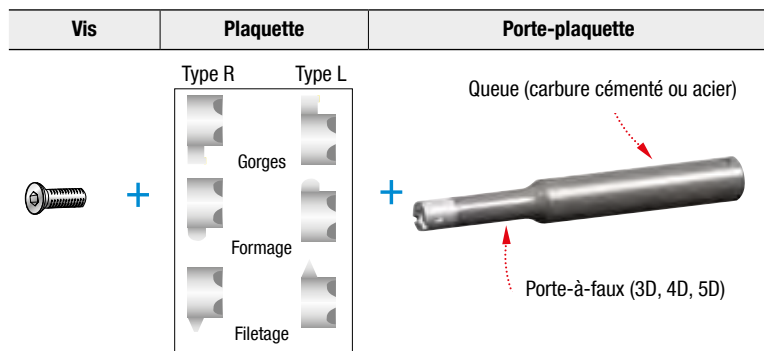 Vis
Plaquette
Porte-plaquette
Type R
Type L
Queue (carbure cémenté ou acier)
Gorges
+
+
Formage
Porte-à-faux (3D, 4D, 5D)
Filetage